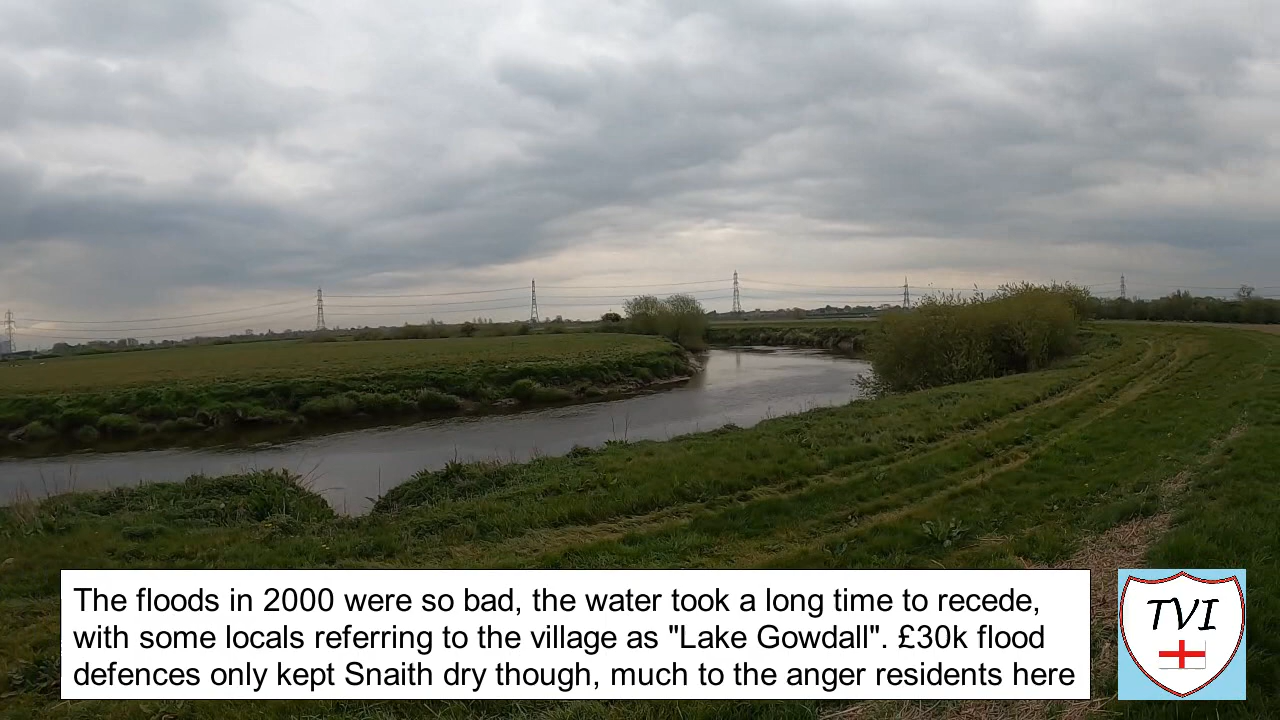 The floods in 2000 were so bad, the water took a long time to recede,
with some locals referring to the village as "Lake Gowdall". £30k flood
defences only kept Snaith dry though, much to the anger residents here
TVI